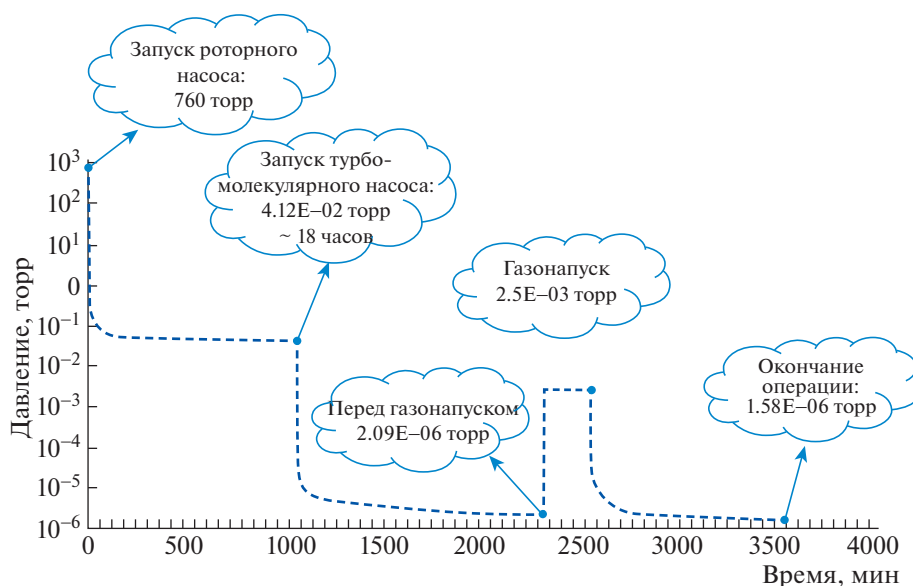 Запуск роторного
насоса:
760 торр
Запуск турбо-
молекулярного насоса:
4.12E–02 торр
~ 18 часов
Газонапуск
2.5E–03 торр
Перед газонапуском
2.09E–06 торр
Окончание
операции:
1.58E–06 торр
Давление, торр
10³
10²
10¹
0
10⁻¹
10⁻²
10⁻³
10⁻⁴
10⁻⁵
10⁻⁶
0 500 1000 1500 2000 2500 3000 3500 4000
Время, мин